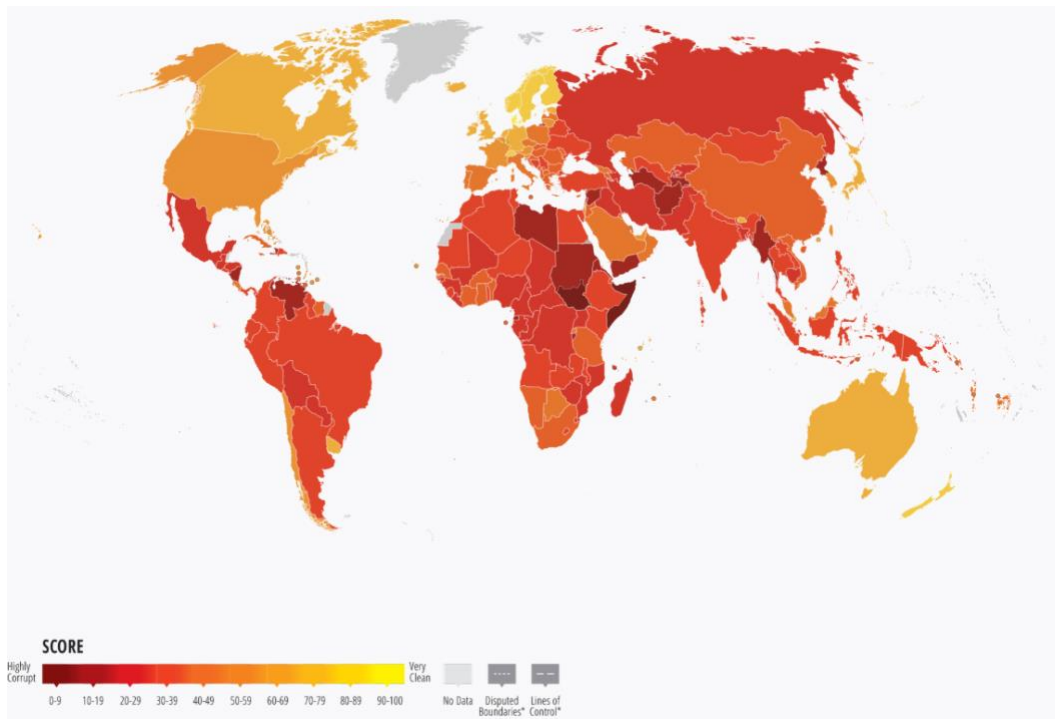 SCORE
Highly
Corrupt
Very
Clean
0-9 10-19 20-29 30-39 40-49 50-59 60-69 70-79 80-89 90-100
No Data
Disputed
Boundaries*
Lines of
Control*